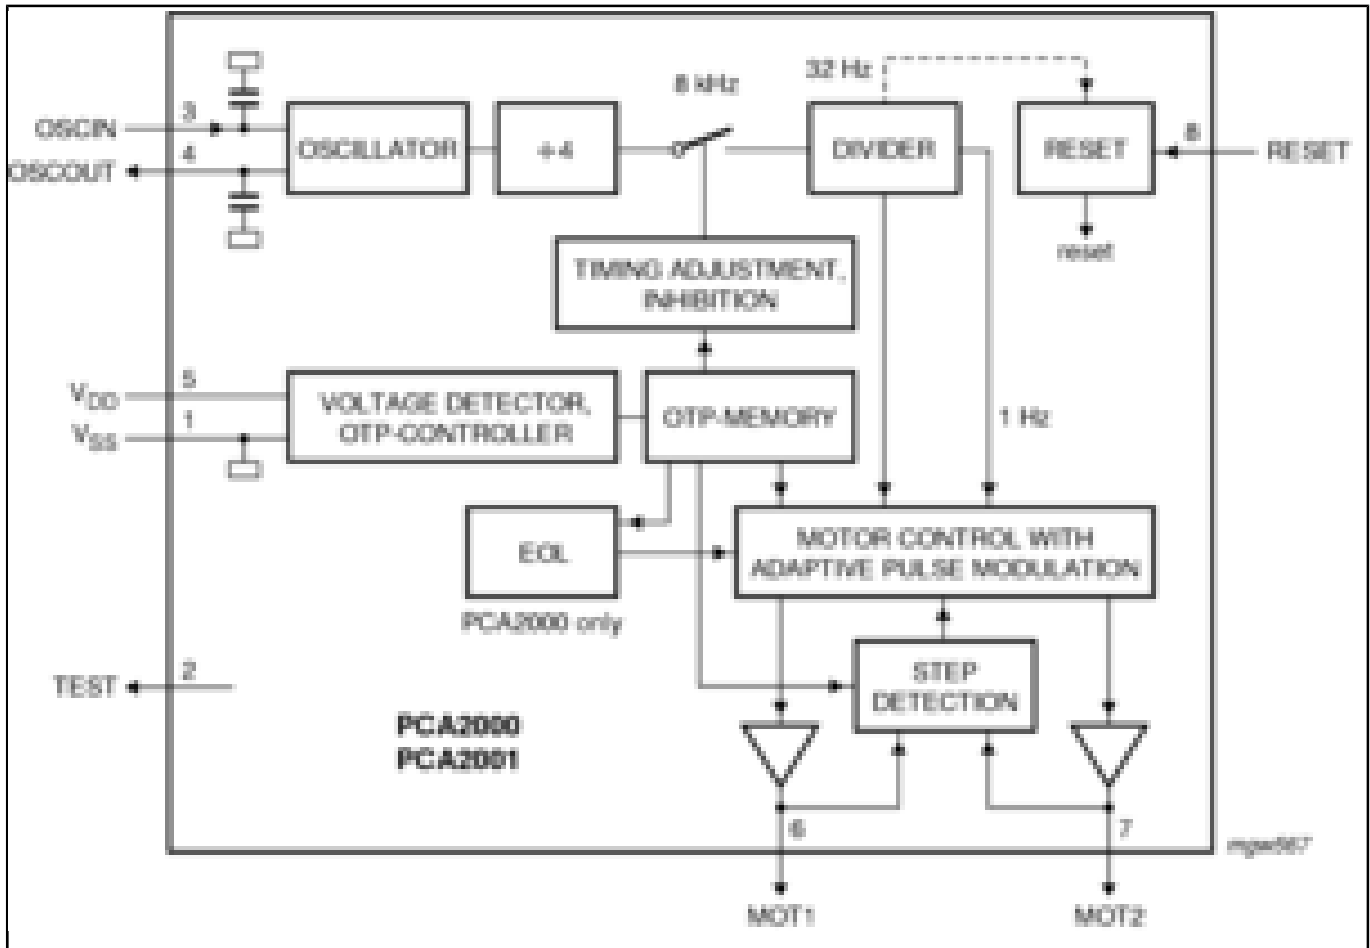 32 Hz
8 kHz
3
8
OSCIN
OSCILLATOR
÷4
DIVIDER
RESET
RESET
4
OSCOUT
reset
TIMING ADJUSTMENT,
INHIBITION
5
VDD
VOLTAGE DETECTOR,
OTP-CONTROLLER
OTP-MEMORY
1 Hz
1
VSS
EOL
MOTOR CONTROL WITH
ADAPTIVE PULSE MODULATION
PCA2000 only
2
TEST
STEP
DETECTION
PCA2000
PCA2001
6
7
mgw567
MOT1
MOT2